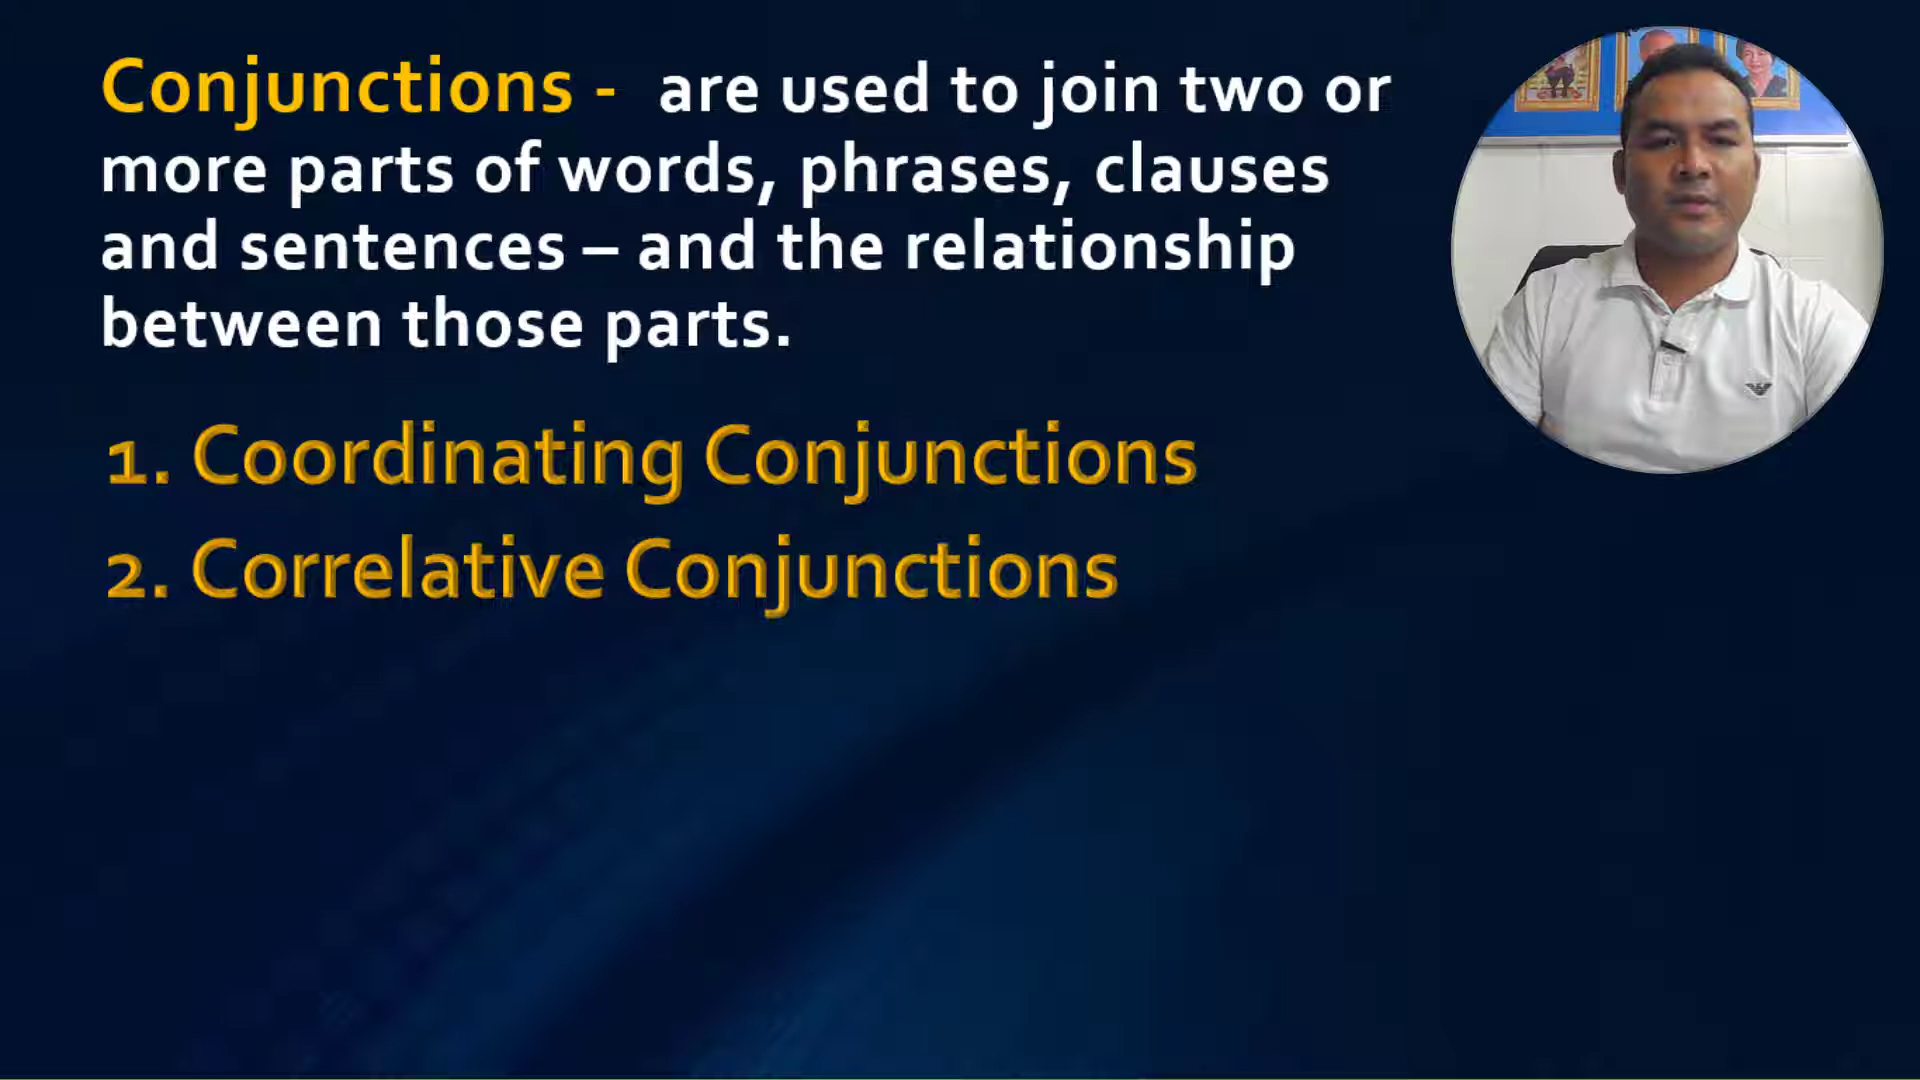 Conjunctions - are used to join two or
more parts of words, phrases, clauses
and sentences – and the relationship
between those parts.
1. Coordinating Conjunctions
2. Correlative Conjunctions